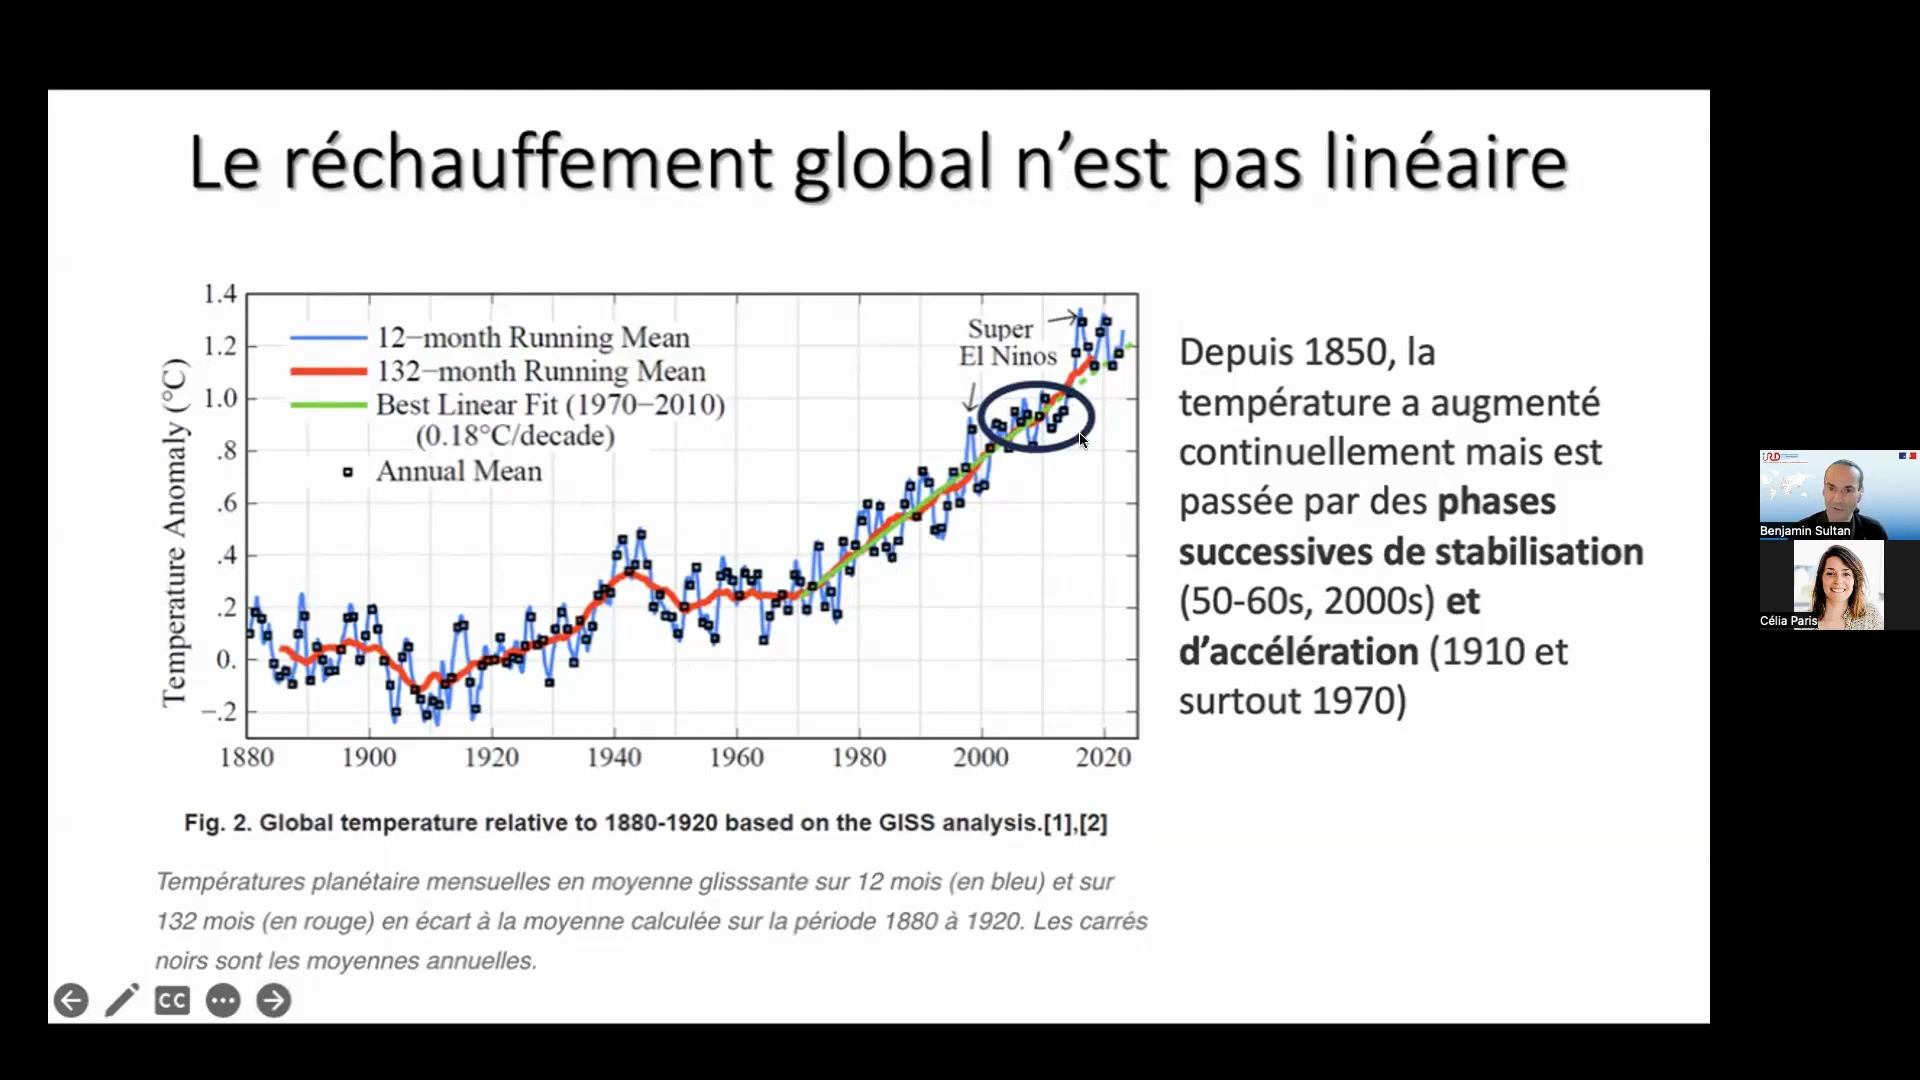 Le réchauffement global n’est pas linéaire
1.4
1.2
1.0
.8
.6
.4
.2
0.
−.2
Temperature Anomaly (°C)
12−month Running Mean
132−month Running Mean
Best Linear Fit (1970−2010)
(0.18°C/decade)
Annual Mean
Super
El Ninos
1880 1900 1920 1940 1960 1980 2000 2020
Fig. 2. Global temperature relative to 1880-1920 based on the GISS analysis.[1],[2]
Températures planétaire mensuelles en moyenne glisssante sur 12 mois (en bleu) et sur
132 mois (en rouge) en écart à la moyenne calculée sur la période 1880 à 1920. Les carrés
noirs sont les moyennes annuelles.
Depuis 1850, la
température a augmenté
continuellement mais est
passée par des phases
successives de stabilisation
(50-60s, 2000s) et
d’accélération (1910 et
surtout 1970)
CC
IRD
Benjamin Sultan
Célia Paris